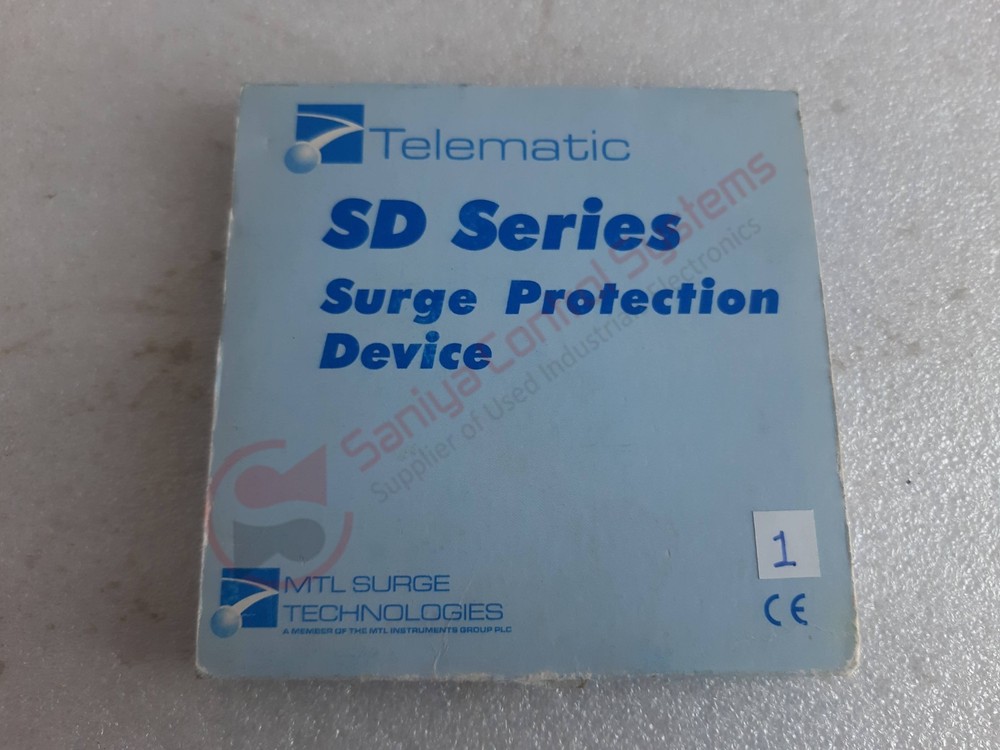 Telematic
SD Series
Surge Protection
Device
Saniya Control Systems
Supplier of Used Industrial Electronics
1
CE
MTL SURGE
TECHNOLOGIES
A MEMBER OF THE MTL INSTRUMENTS GROUP PLC